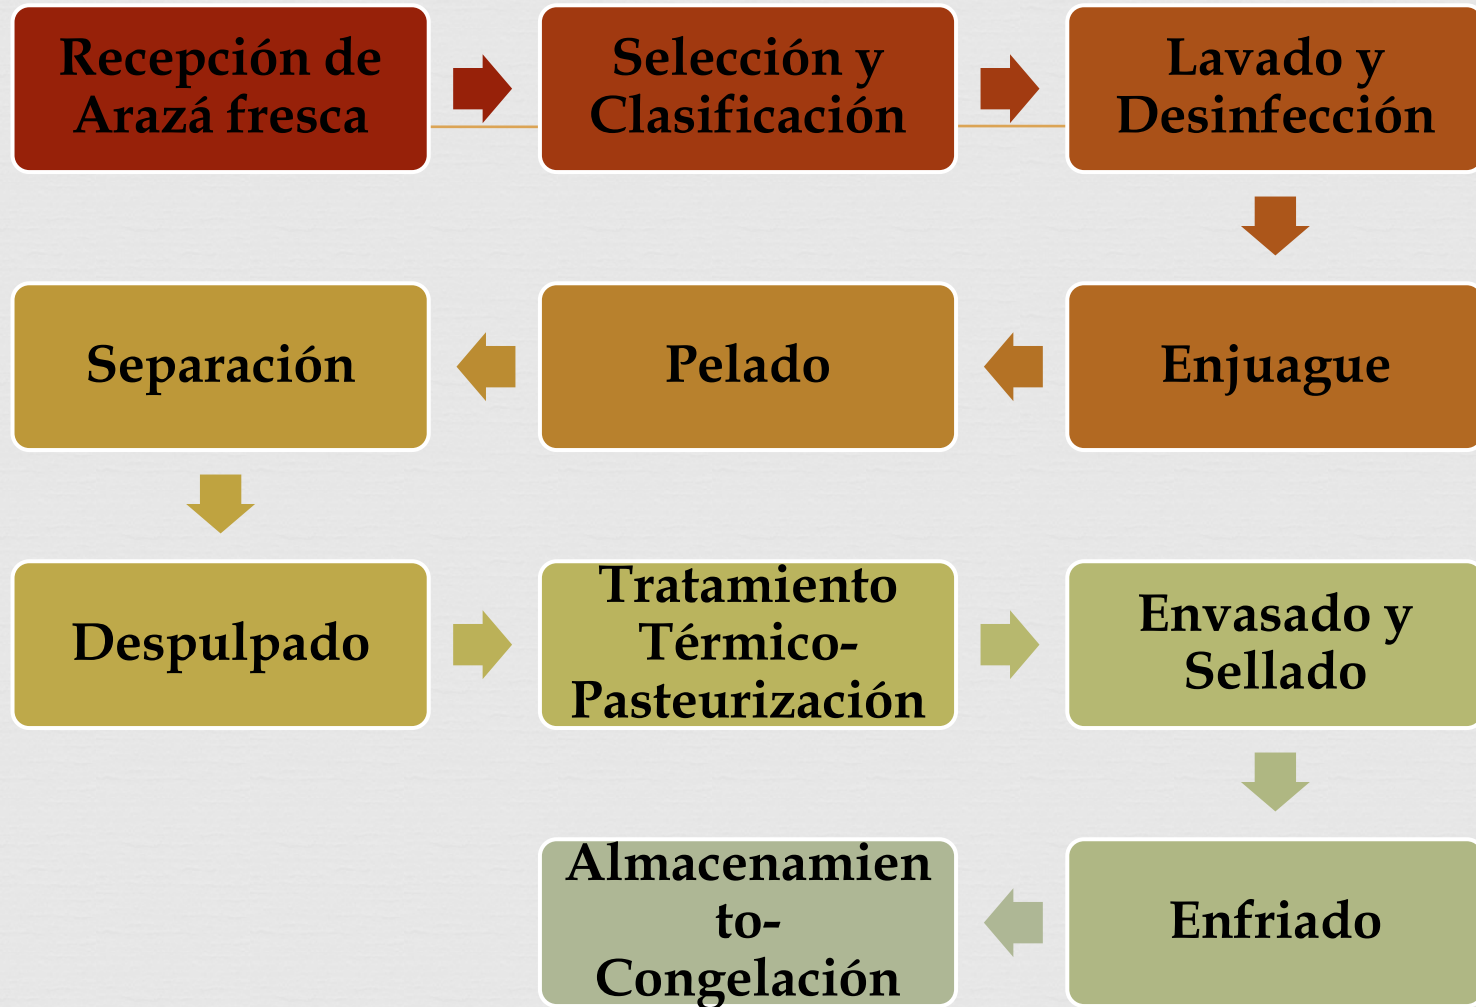 Recepción de
Arazá fresca
Selección y
Clasificación
Lavado y
Desinfección
Enjuague
Pelado
Separación
Despulpado
Tratamiento
Térmico-
Pasteurización
Envasado y
Sellado
Enfriado
Almacenamien
to-
Congelación